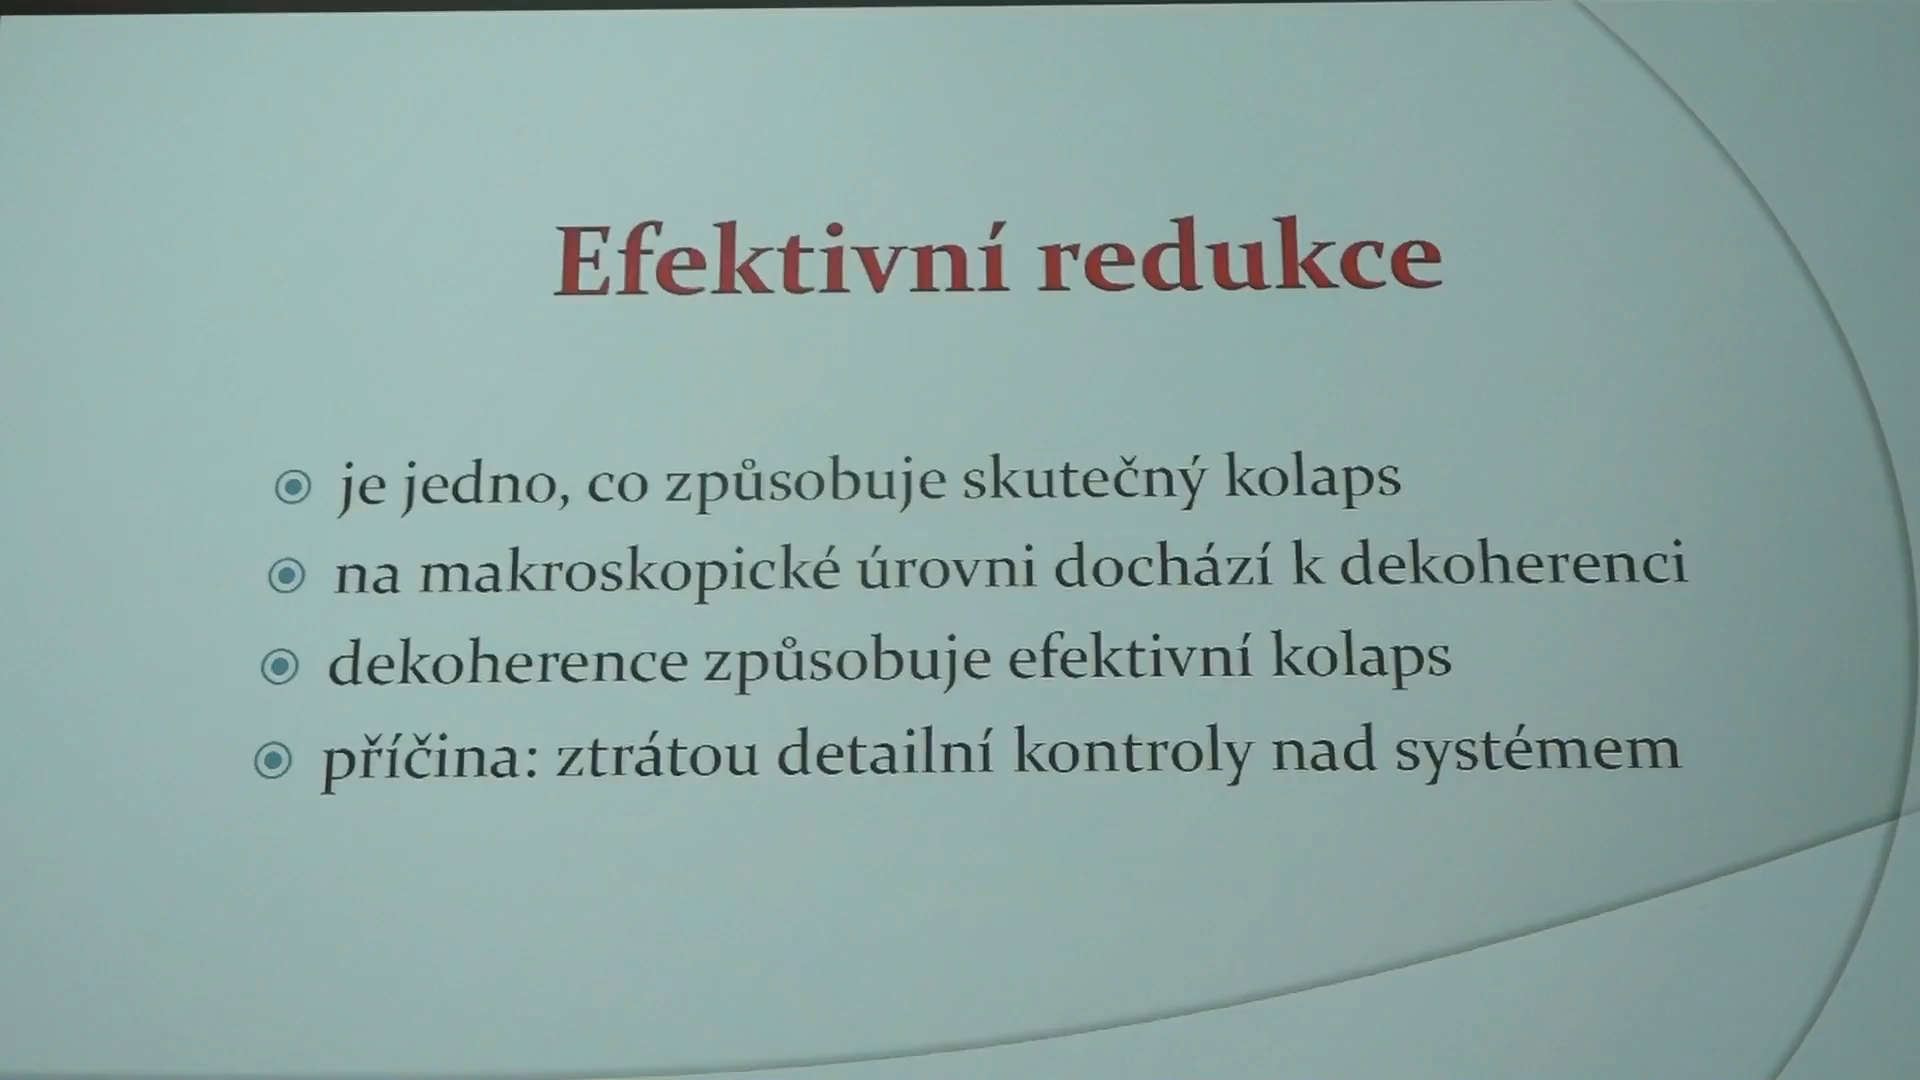 Efektivní redukce
je jedno, co způsobuje skutečný kolaps
na makroskopické úrovni dochází k dekoherenci
dekoherence způsobuje efektivní kolaps
příčina: ztrátou detailní kontroly nad systémem